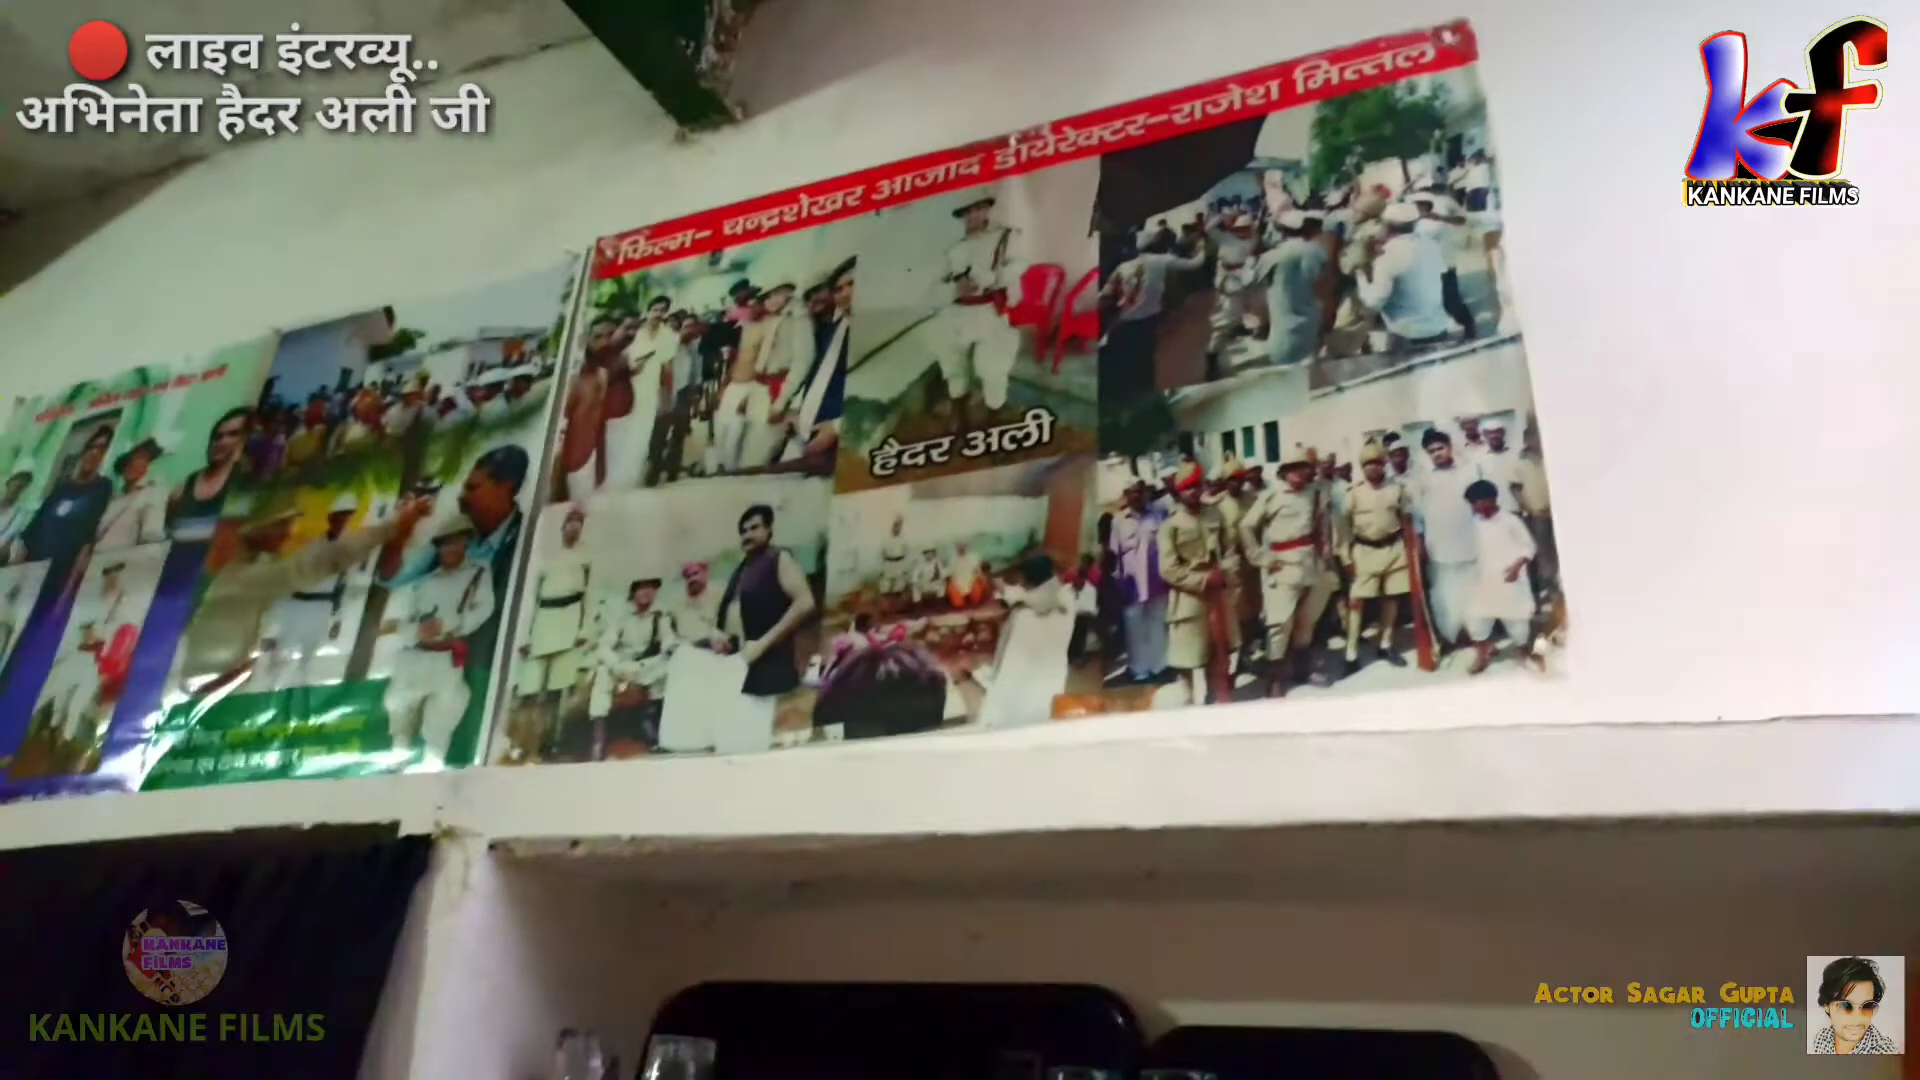 🔴 लाइव इंटरव्यू..
अभिनेता हैदर अली जी
kf
KANKANE FILMS
फिल्म- चन्द्रशेखर आजाद डायरेक्टर-राजेश मित्तल
हैदर अली
KANKANE
FILMS
KANKANE FILMS
ACTOR SAGAR GUPTA
OFFICIAL